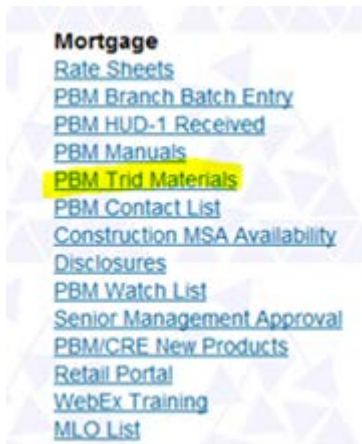 Mortgage
Rate Sheets
PBM Branch Batch Entry
PBM HUD-1 Received
PBM Manuals
PBM Trid Materials
PBM Contact List
Construction MSA Availability
Disclosures
PBM Watch List
Senior Management Approval
PBM/CRE New Products
Retail Portal
WebEx Training
MLO List